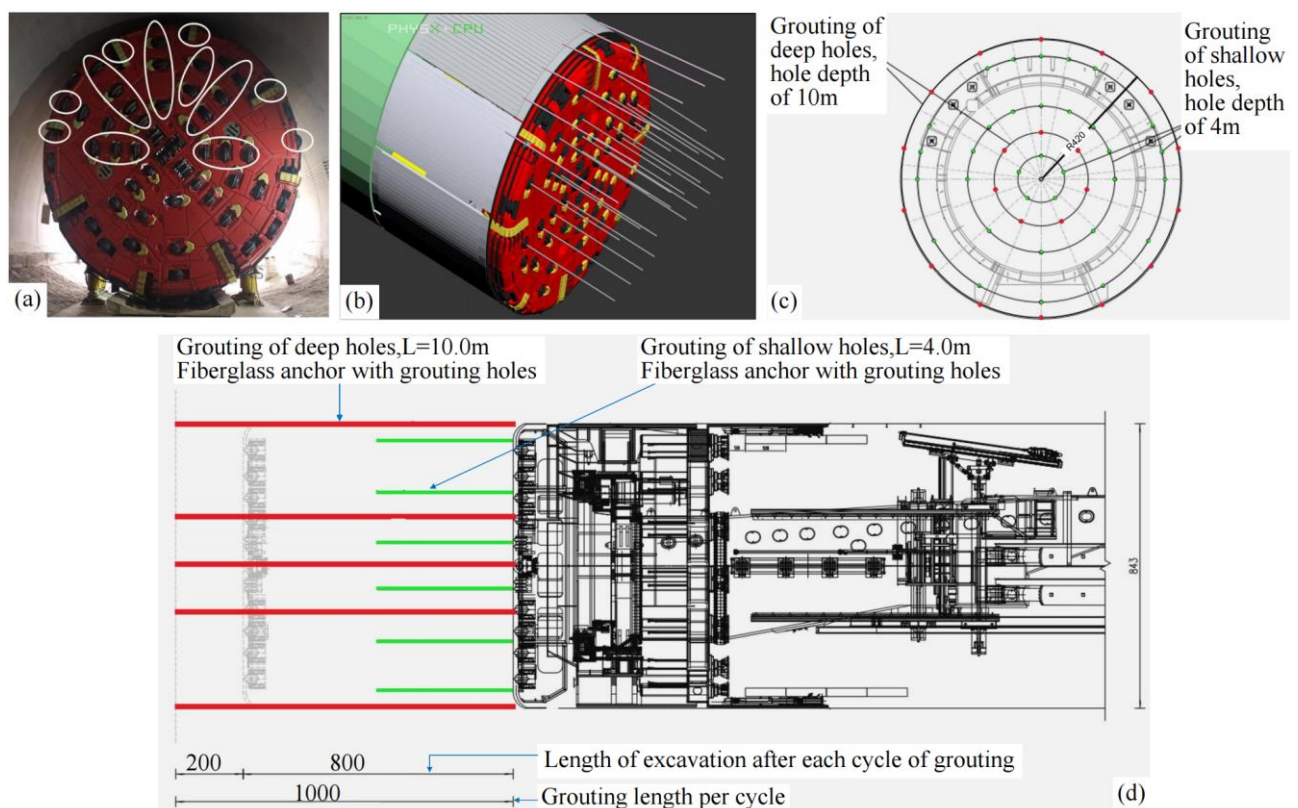 (a)
PHYSX CPU
(b)
Grouting
of deep holes,
hole depth
of 10m
Grouting
of shallow
holes,
hole depth
of 4m
R420
(c)
Grouting of deep holes,L=10.0m
Fiberglass anchor with grouting holes
Grouting of shallow holes,L=4.0m
Fiberglass anchor with grouting holes
843
200
800
Length of excavation after each cycle of grouting
1000
Grouting length per cycle
(d)